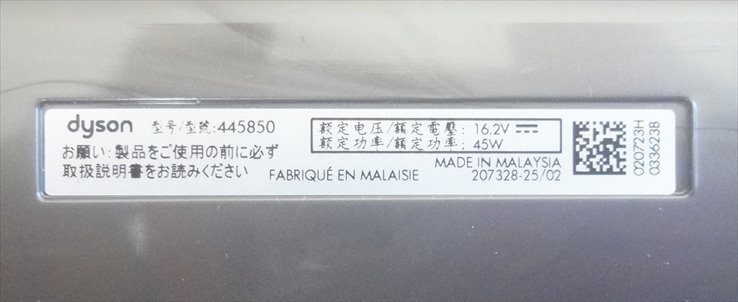 dyson 型号/型號:445850
お願い:製品をご使用の前に必ず
取扱説明書をお読みください
FABRIQUÉ EN MALAISIE
额定电压/額定電壓: 16.2V⎓
额定功率/額定功率: 45W
MADE IN MALAYSIA
207328-25/02
020723H
033623B